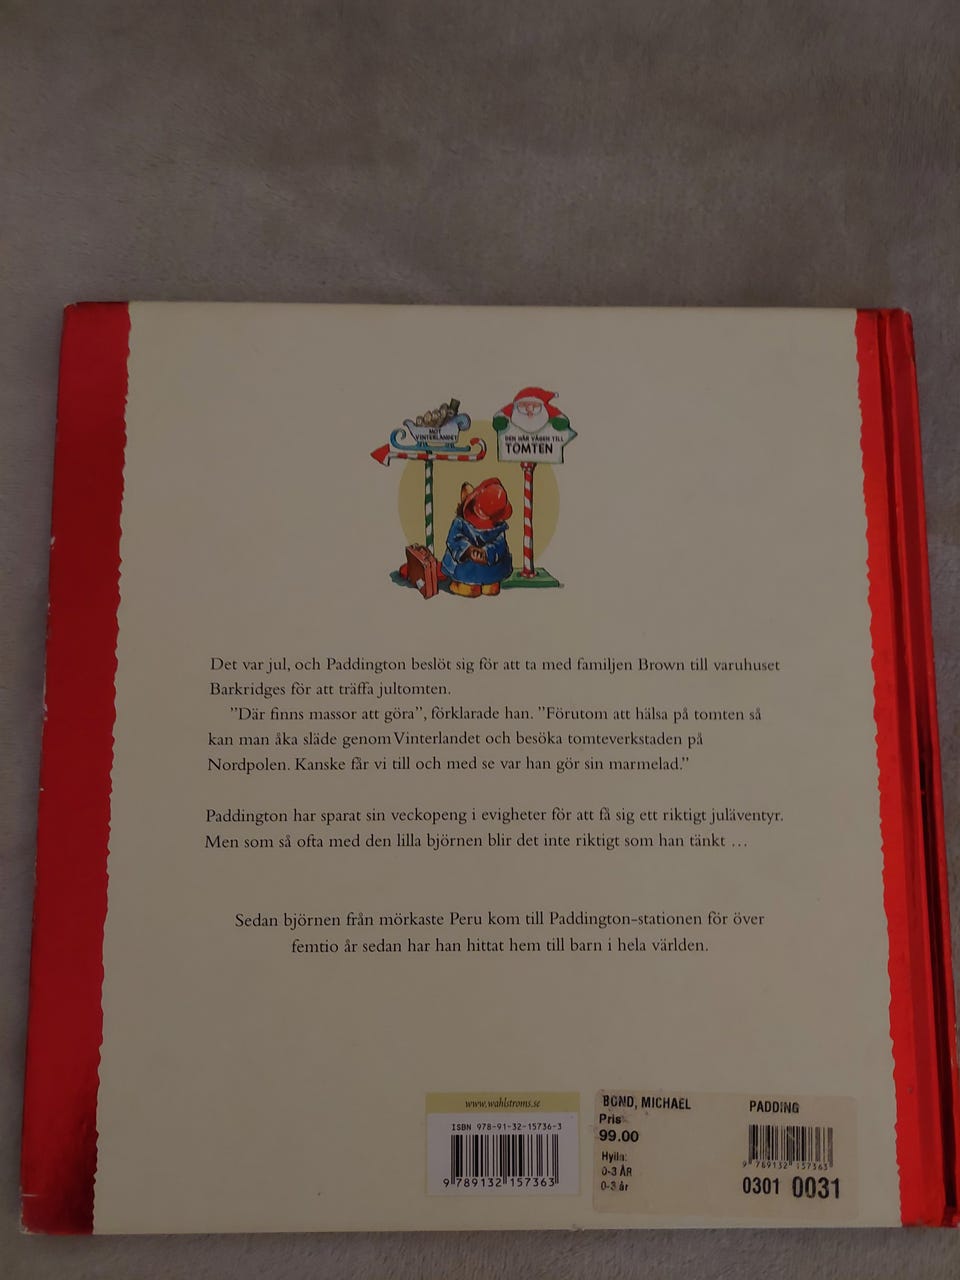 MOT
VINTERLANDET
DEN HÄR VÄGEN TILL
TOMTEN
Det var jul, och Paddington beslöt sig för att ta med familjen Brown till varuhuset
Barkridges för att träffa jultomten.
”Där finns massor att göra”, förklarade han. ”Förutom att hälsa på tomten så
kan man åka släde genom Vinterlandet och besöka tomteverkstaden på
Nordpolen. Kanske får vi till och med se var han gör sin marmelad.”
Paddington har sparat sin veckopeng i evigheter för att få sig ett riktigt juläventyr.
Men som så ofta med den lilla björnen blir det inte riktigt som han tänkt …
Sedan björnen från mörkaste Peru kom till Paddington-stationen för över
femtio år sedan har han hittat hem till barn i hela världen.
www.wahlstroms.se
ISBN 978-91-32-15736-3
9 789132 157363
BOND, MICHAEL PADDING
Pris
99.00
Hylla:
0-3 ÅR
0-3 år
9 789132 157363
0301 0031